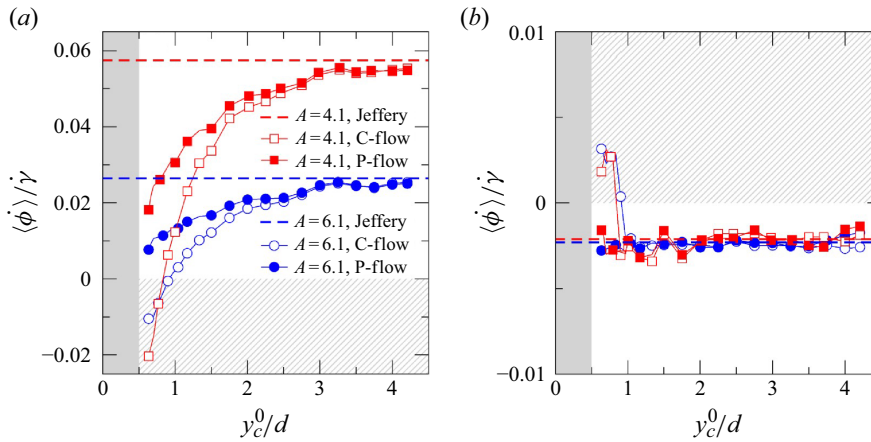 (a)
(b)
⟨ϕ̇⟩/γ̇
0.06
0.04
0.02
0
−0.02
A = 4.1, Jeffery
A = 4.1, C-flow
A = 4.1, P-flow
A = 6.1, Jeffery
A = 6.1, C-flow
A = 6.1, P-flow
0 1 2 3 4
y_c^0/d
⟨ϕ̇⟩/γ̇
0.01
0
−0.01
0 1 2 3 4
y_c^0/d